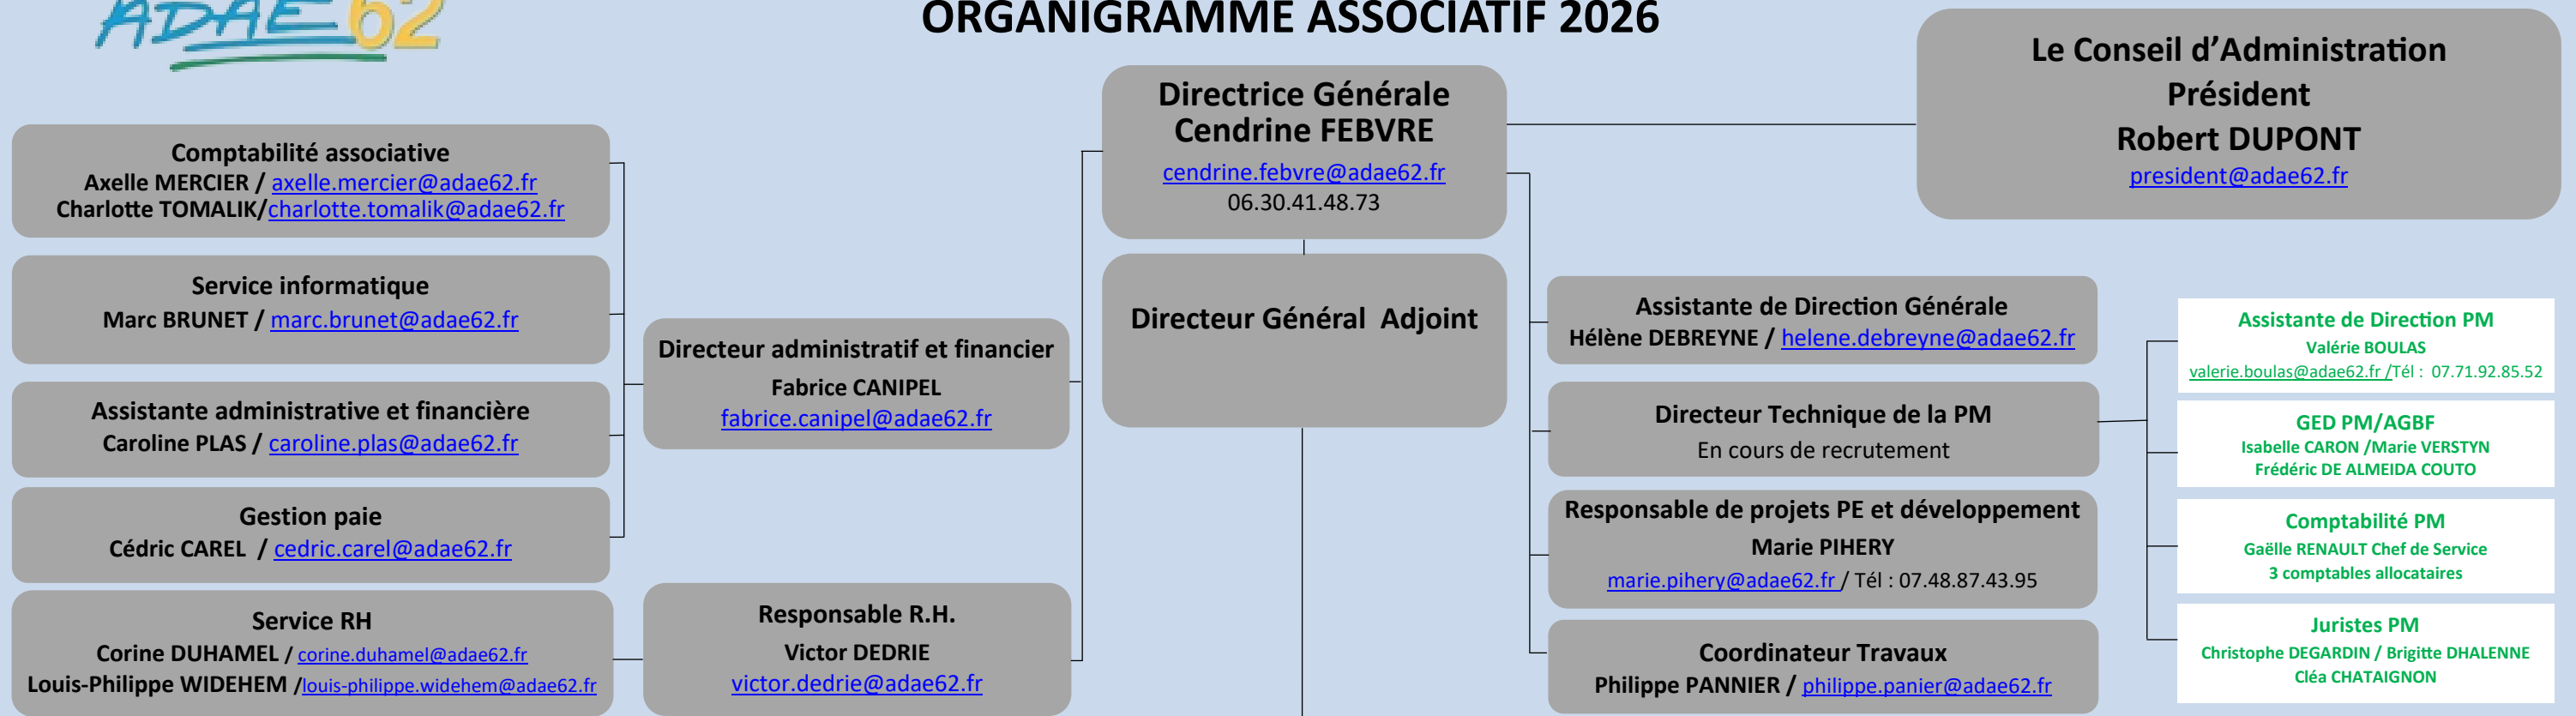 ADAE 62
ORGANIGRAMME ASSOCIATIF 2026
Le Conseil d'Administration
Président
Robert DUPONT
president@adae62.fr
Directrice Générale
Cendrine FEBVRE
cendrine.febvre@adae62.fr
06.30.41.48.73
Directeur Général Adjoint
Comptabilité associative
Axelle MERCIER / axelle.mercier@adae62.fr
Charlotte TOMALIK/charlotte.tomalik@adae62.fr
Service informatique
Marc BRUNET / marc.brunet@adae62.fr
Assistante administrative et financière
Caroline PLAS / caroline.plas@adae62.fr
Gestion paie
Cédric CAREL / cedric.carel@adae62.fr
Service RH
Corine DUHAMEL / corine.duhamel@adae62.fr
Louis-Philippe WIDEHEM /louis-philippe.widehem@adae62.fr
Directeur administratif et financier
Fabrice CANIPEL
fabrice.canipel@adae62.fr
Responsable R.H.
Victor DEDRIE
victor.dedrie@adae62.fr
Assistante de Direction Générale
Hélène DEBREYNE / helene.debreyne@adae62.fr
Directeur Technique de la PM
En cours de recrutement
Responsable de projets PE et développement
Marie PIHERY
marie.pihery@adae62.fr / Tél : 07.48.87.43.95
Coordinateur Travaux
Philippe PANNIER / philippe.panier@adae62.fr
Assistante de Direction PM
Valérie BOULAS
valerie.boulas@adae62.fr /Tél : 07.71.92.85.52
GED PM/AGBF
Isabelle CARON /Marie VERSTYN
Frédéric DE ALMEIDA COUTO
Comptabilité PM
Gaëlle RENAULT Chef de Service
3 comptables allocataires
Juristes PM
Christophe DEGARDIN / Brigitte DHALENNE
Cléa CHATAIGNON